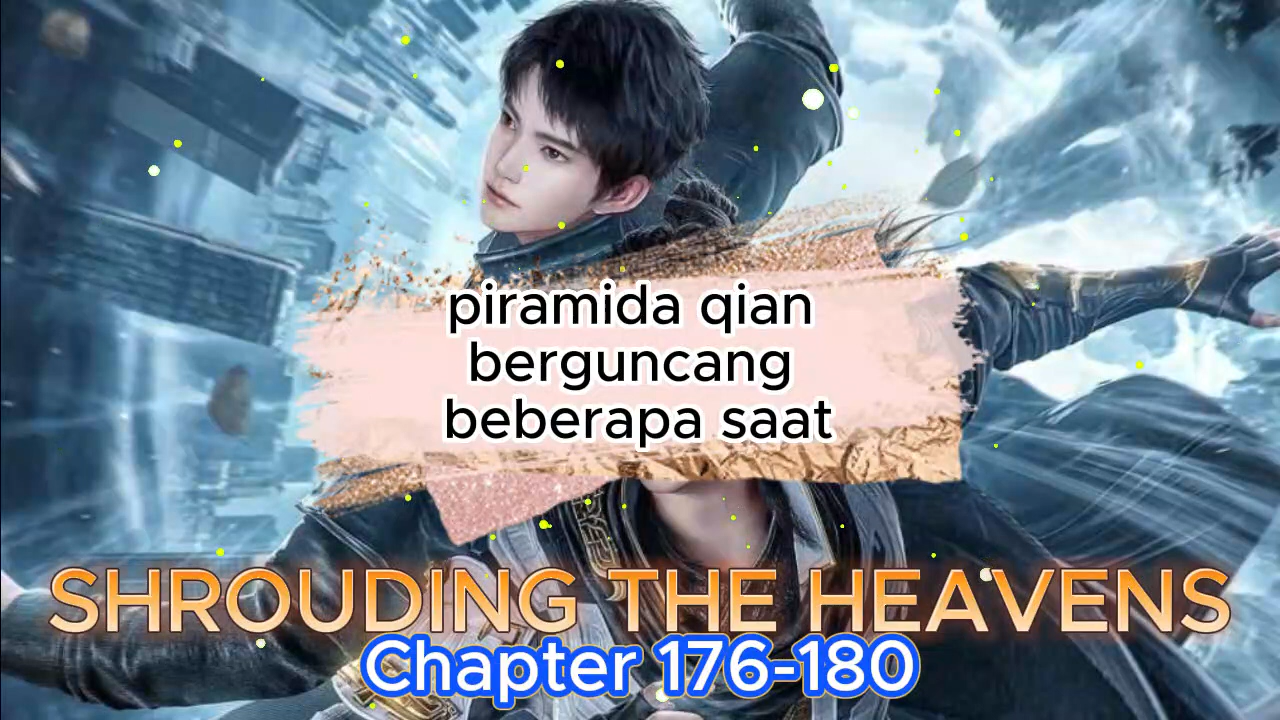 piramida qian
berguncang
beberapa saat
SHROUDING THE HEAVENS
Chapter 176-180